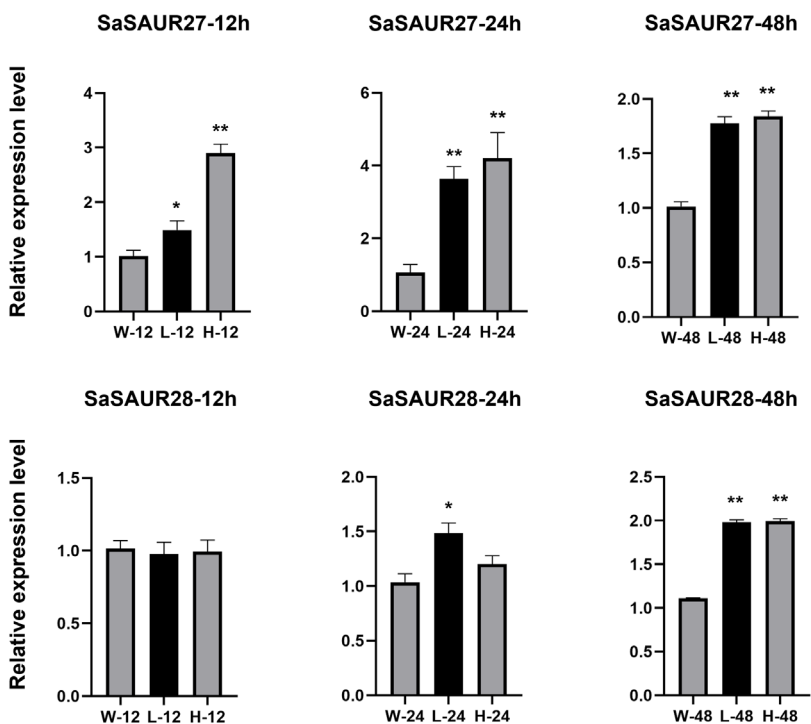 SaSAUR27-12h
SaSAUR27-24h
SaSAUR27-48h
Relative expression level
4
3
2
1
0
*
**
W-12 L-12 H-12
6
4
2
0
**
**
W-24 L-24 H-24
2.0
1.5
1.0
0.5
0.0
** **
W-48 L-48 H-48
SaSAUR28-12h
SaSAUR28-24h
SaSAUR28-48h
Relative expression level
1.5
1.0
0.5
0.0
W-12 L-12 H-12
2.0
1.5
1.0
0.5
0.0
*
W-24 L-24 H-24
2.5
2.0
1.5
1.0
0.5
0.0
** **
W-48 L-48 H-48